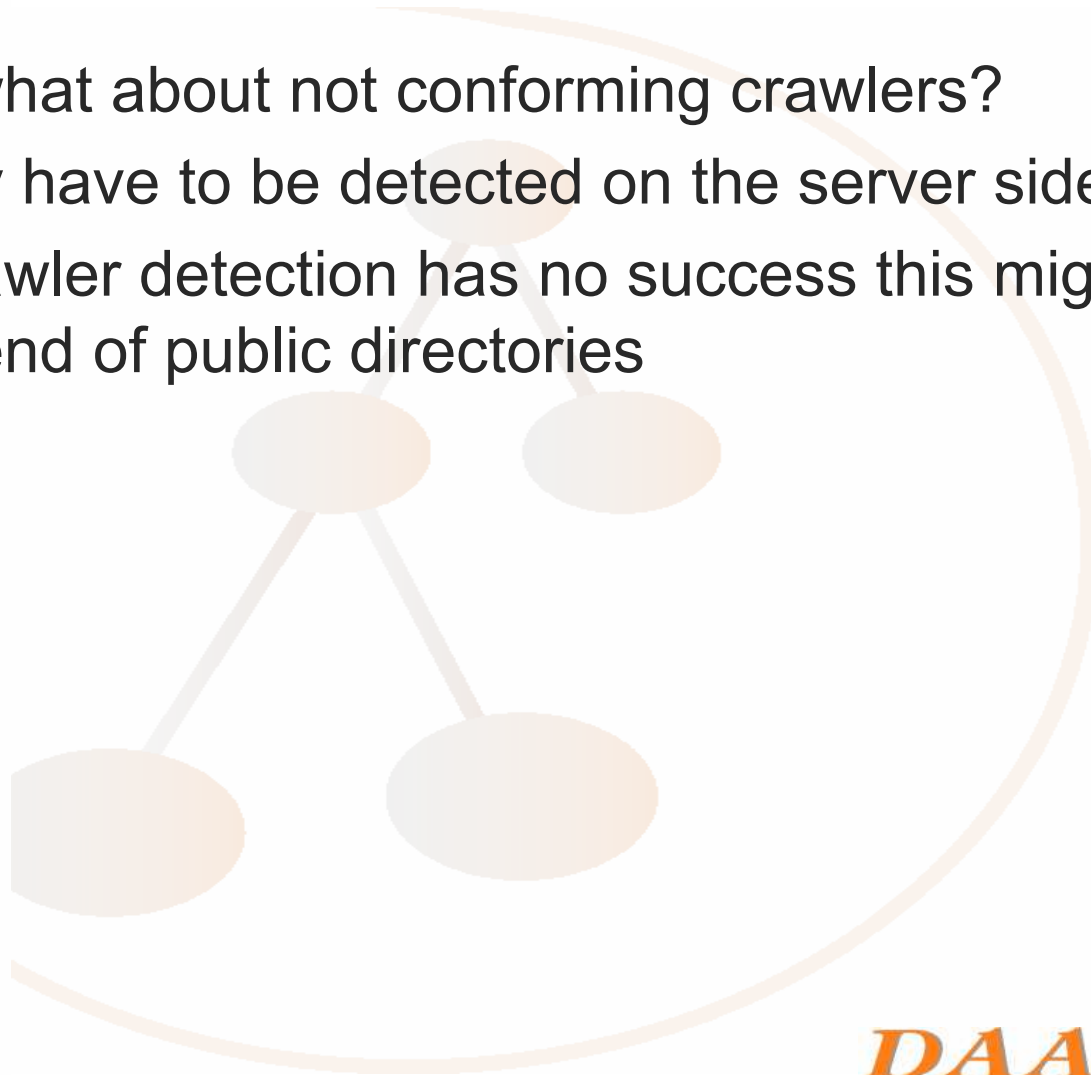 hat about not conforming crawlers?
have to be detected on the server side
wler detection has no success this mig
end of public directories
DAA